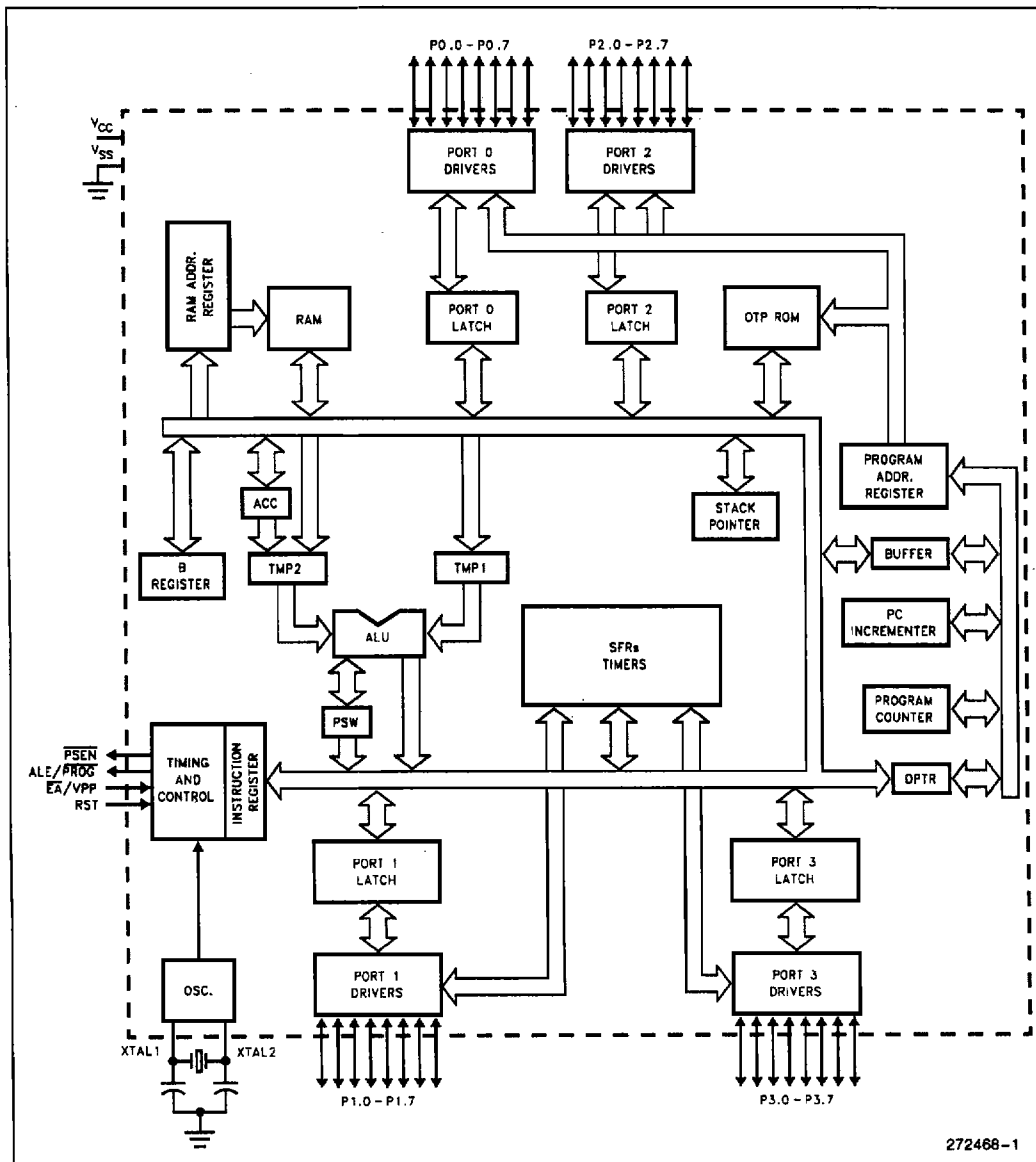 P0.0-P0.7
P2.0-P2.7
VCC
VSS
PORT 0
DRIVERS
PORT 2
DRIVERS
RAM ADDR.
REGISTER
RAM
PORT 0
LATCH
PORT 2
LATCH
OTP ROM
PROGRAM
ADDR.
REGISTER
ACC
STACK
POINTER
B
REGISTER
TMP2
TMP1
BUFFER
ALU
SFRs
TIMERS
PC
INCREMENTER
PSW
PROGRAM
COUNTER
PSEN
ALE/PROG
EA/VPP
RST
TIMING
AND
CONTROL
INSTRUCTION
REGISTER
DPTR
PORT 1
LATCH
PORT 3
LATCH
OSC.
PORT 1
DRIVERS
PORT 3
DRIVERS
XTAL1
XTAL2
P1.0-P1.7
P3.0-P3.7
272468-1